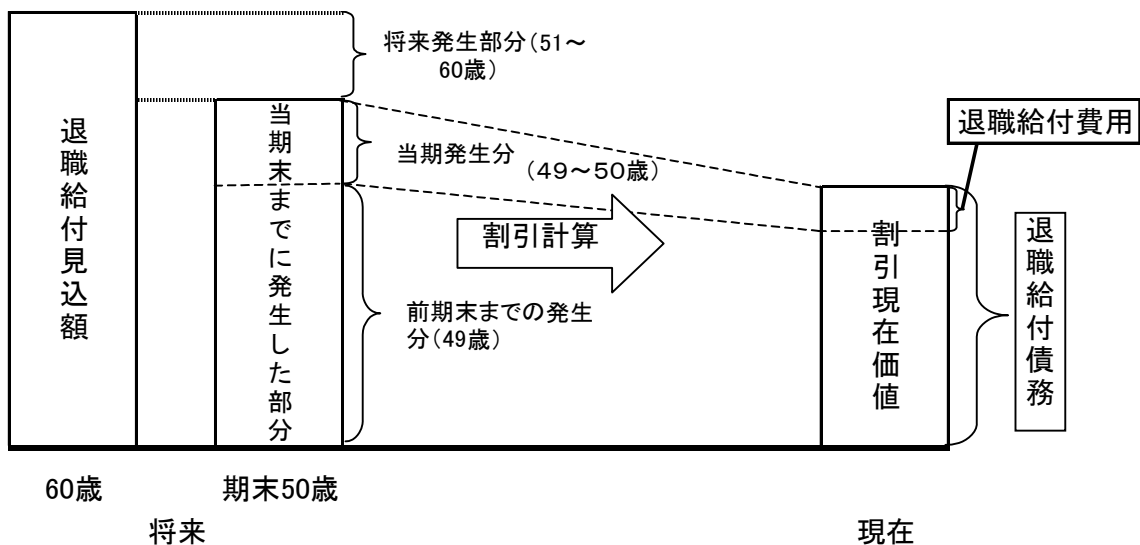 将来発生部分（51～
60歳）
退職給付見込額
当期末までに発生した部分
当期発生分
（49～50歳）
退職給付費用
割引計算
前期末までの発生
分（49歳）
割引現在価値
退職給付債務
60歳
期末50歳
将来
現在